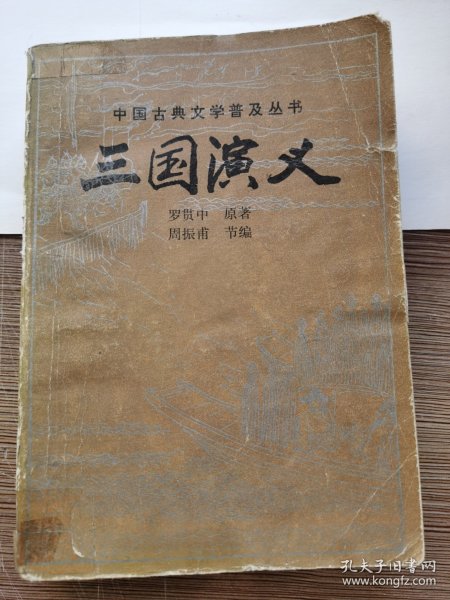 中国古典文学普及丛书
三国演义
罗贯中 原著
周振甫 节编
孔夫子旧书网
www.kongfz.com